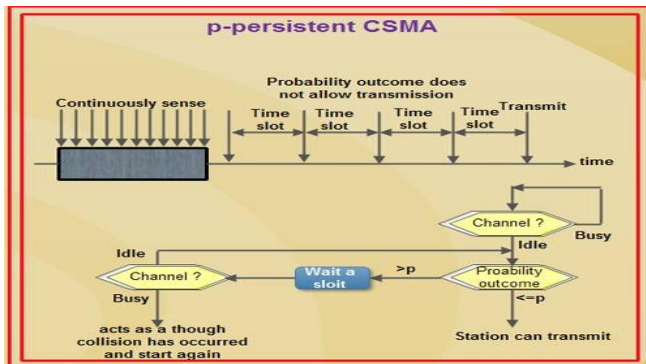 p-persistent CSMA
Probability outcome does
not allow transmission
Continuously sense
Time
slot
Time
slot
Time
slot
Time
slot
Transmit
time
Channel ?
Busy
Idle
Proability
outcome
>p
<=p
Wait a
sloit
Idle
Channel ?
Busy
acts as a though
collision has occurred
and start again
Station can transmit